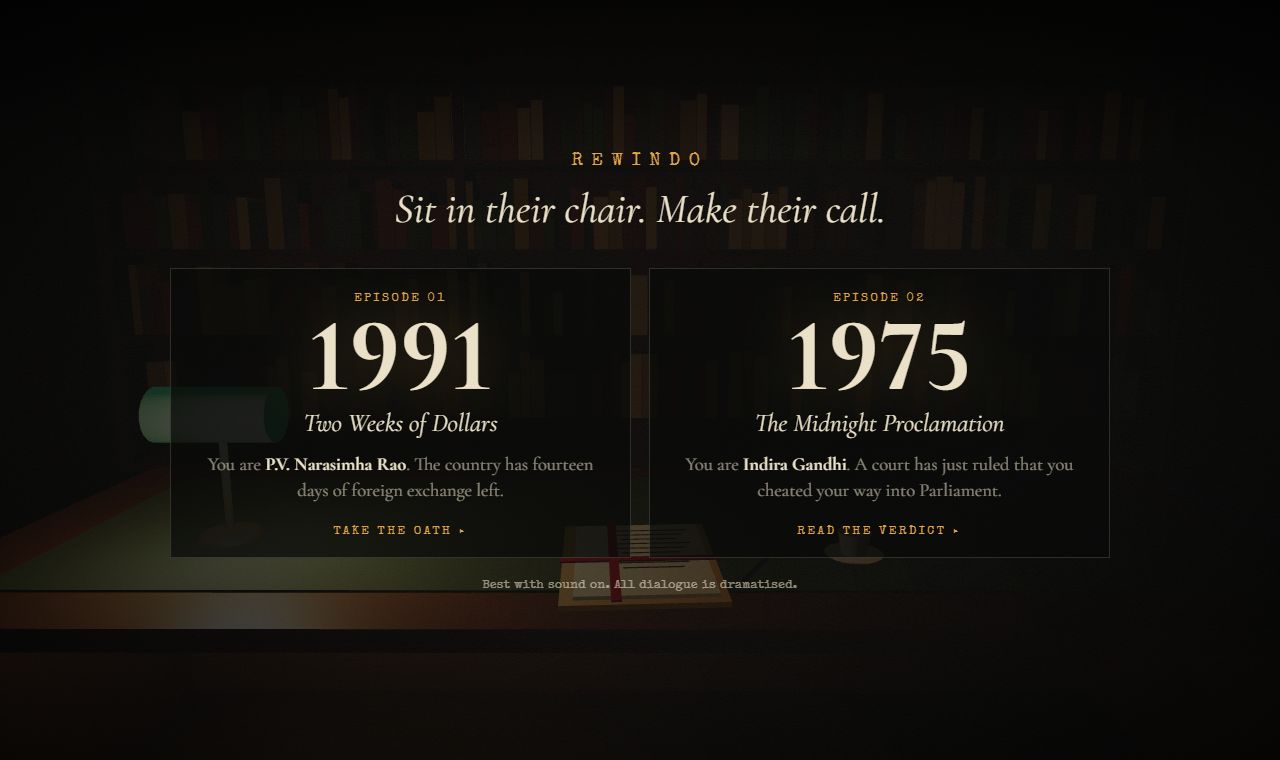 REWINDO
Sit in their chair. Make their call.
EPISODE 01
1991
Two Weeks of Dollars
You are P.V. Narasimha Rao. The country has fourteen
days of foreign exchange left.
TAKE THE OATH ▸
EPISODE 02
1975
The Midnight Proclamation
You are Indira Gandhi. A court has just ruled that you
cheated your way into Parliament.
READ THE VERDICT ▸
Best with sound on. All dialogue is dramatised.